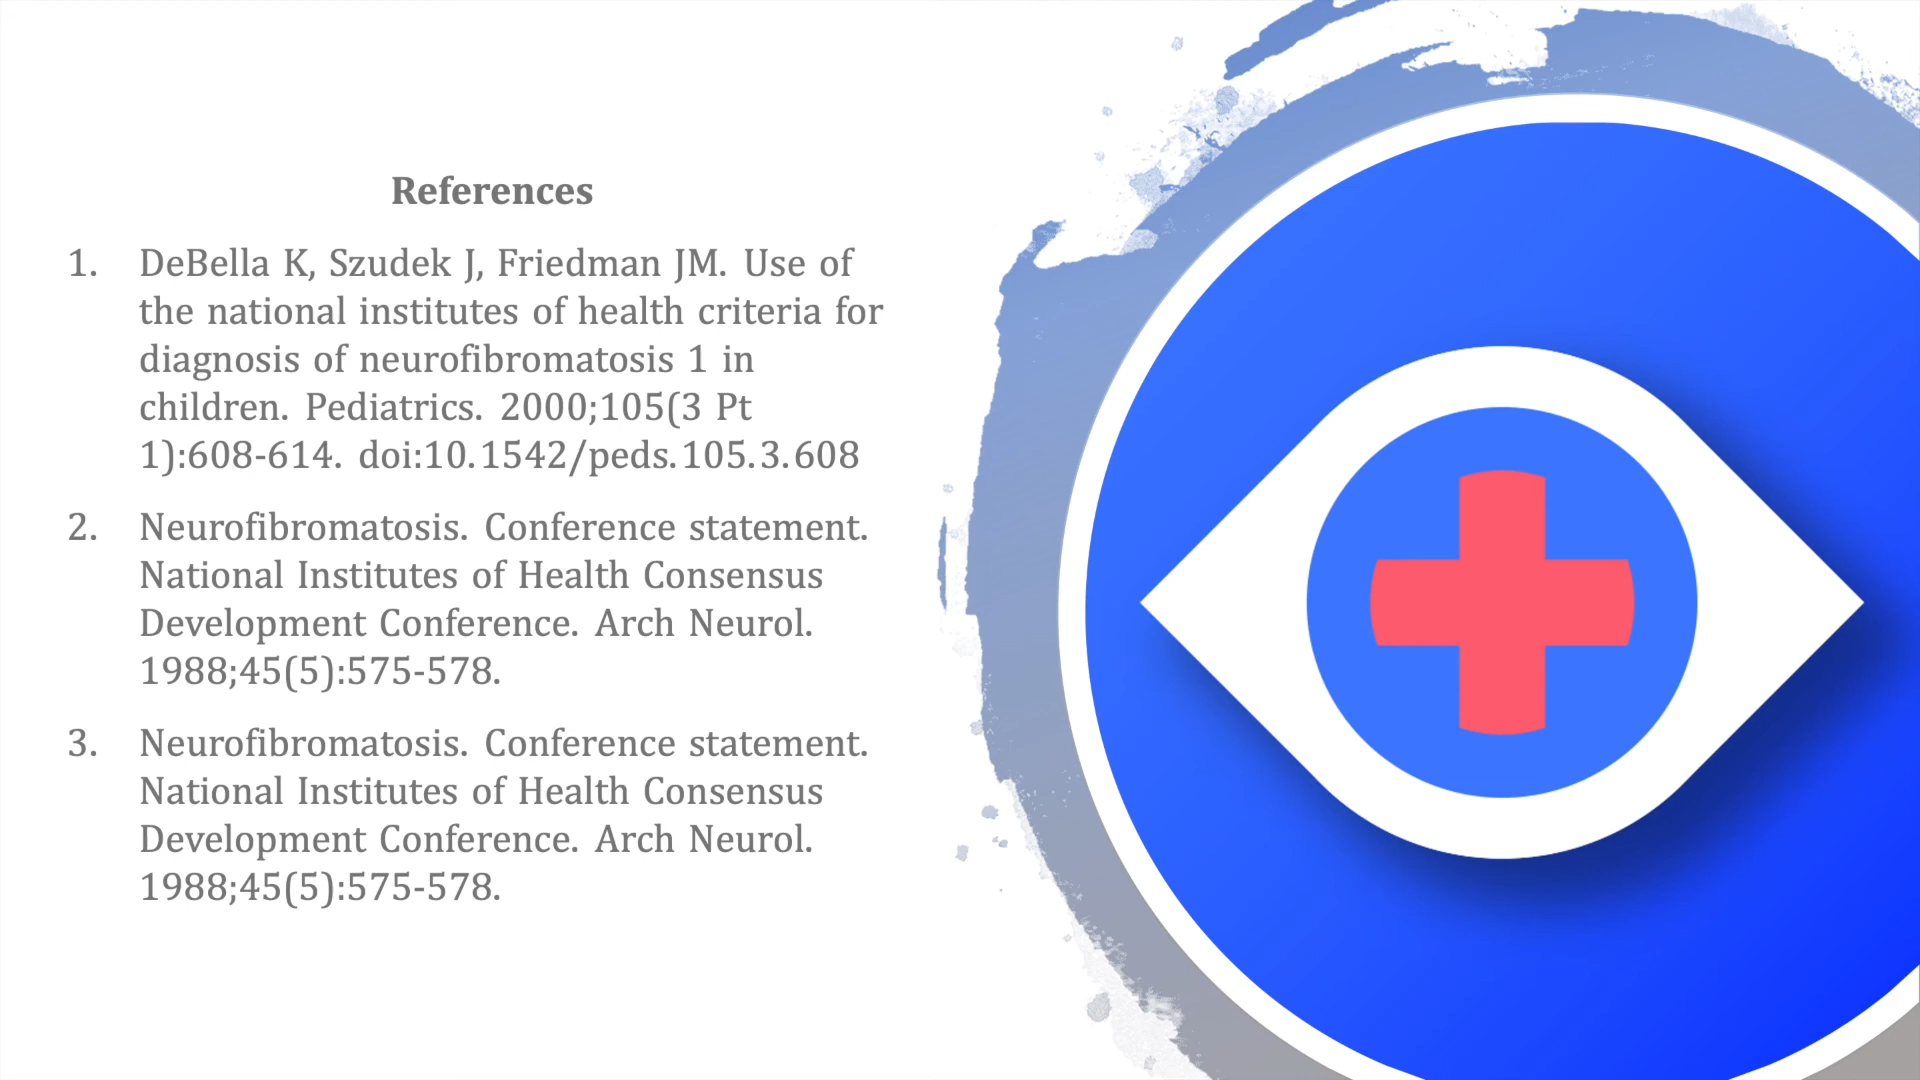 References
1. DeBella K, Szudek J, Friedman JM. Use of
the national institutes of health criteria for
diagnosis of neurofibromatosis 1 in
children. Pediatrics. 2000;105(3 Pt
1):608-614. doi:10.1542/peds.105.3.608
2. Neurofibromatosis. Conference statement.
National Institutes of Health Consensus
Development Conference. Arch Neurol.
1988;45(5):575-578.
3. Neurofibromatosis. Conference statement.
National Institutes of Health Consensus
Development Conference. Arch Neurol.
1988;45(5):575-578.